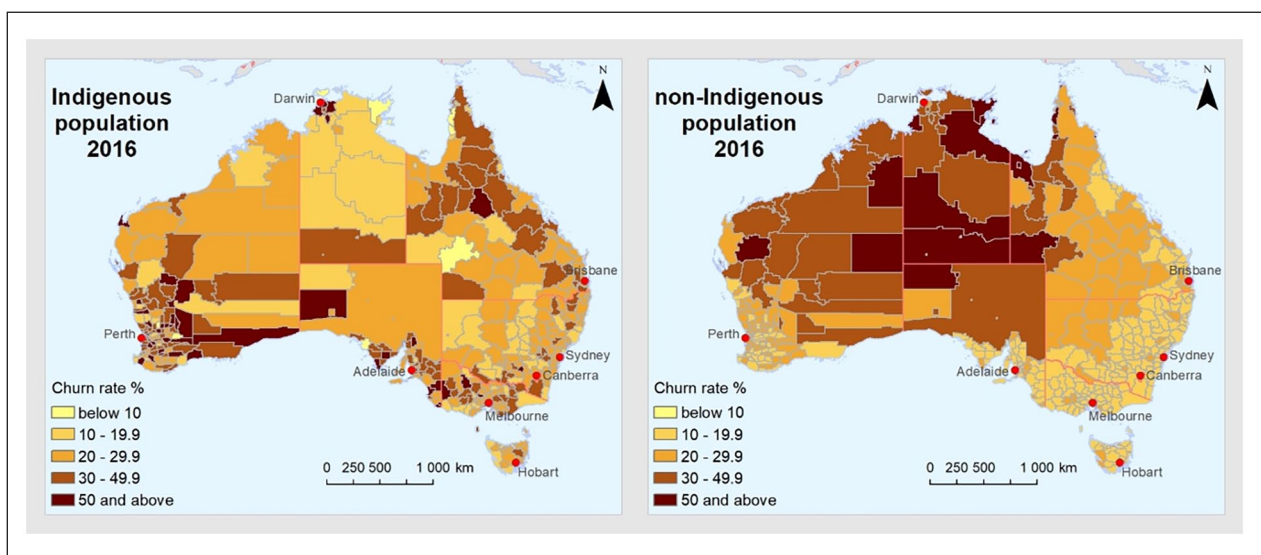 Indigenous
population
2016
N
Darwin
Brisbane
Perth
Sydney
Adelaide
Canberra
Melbourne
Hobart
Churn rate %
below 10
10 - 19.9
20 - 29.9
30 - 49.9
50 and above
0 250 500 1 000 km
non-Indigenous
population
2016
N
Darwin
Brisbane
Perth
Sydney
Adelaide
Canberra
Melbourne
Hobart
Churn rate %
below 10
10 - 19.9
20 - 29.9
30 - 49.9
50 and above
0 250 500 1 000 km